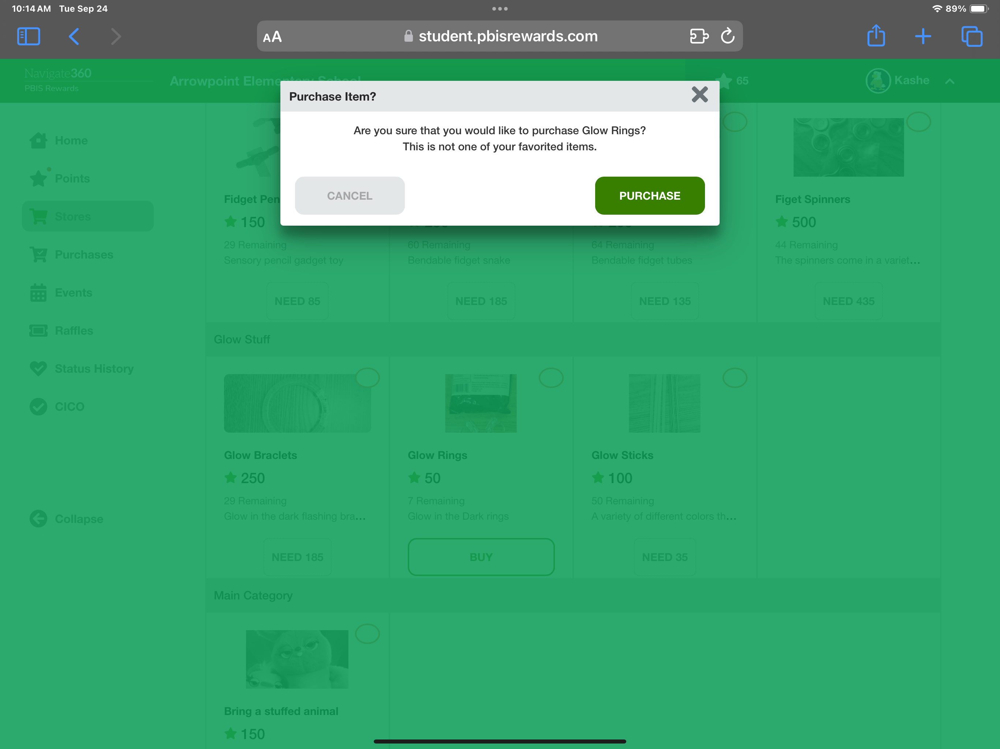 10:14 AM Tue Sep 24
89%
AA
student.pbisrewards.com
Navigate360
PBIS Rewards
Arrowpoint Elementary School
65
Kashe
Purchase Item?
Are you sure that you would like to purchase Glow Rings?
This is not one of your favorited items.
CANCEL
PURCHASE
Home
Points
Stores
Purchases
Events
Raffles
Status History
CICO
Collapse
Fidget Pen
150
29 Remaining
Sensory pencil gadget toy
NEED 85
60 Remaining
Bendable fidget snake
NEED 185
64 Remaining
Bendable fidget tubes
NEED 135
Figet Spinners
500
44 Remaining
The spinners come in a variet...
NEED 435
Glow Stuff
Glow Braclets
250
29 Remaining
Glow in the dark flashing bra...
NEED 185
Glow Rings
50
7 Remaining
Glow in the Dark rings
BUY
Glow Sticks
100
50 Remaining
A variety of different colors th...
NEED 35
Main Category
Bring a stuffed animal
150